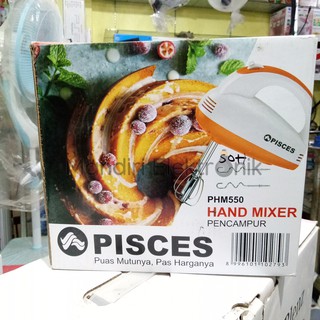 PISCES
PHM550
HAND MIXER
PENCAMPUR
PISCES
Puas Mutunya, Pas Harganya